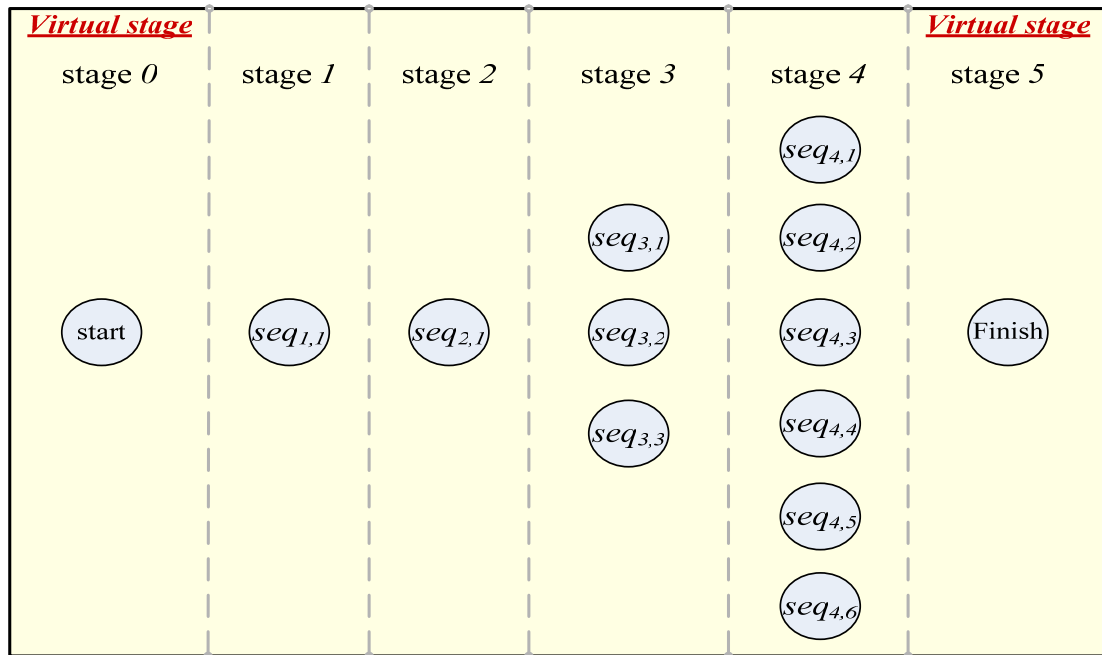 Virtual stage Virtual stage
stage 0 stage 1 stage 2 stage 3 stage 4 stage 5
seq4,1
seq3,1 seq4,2
start seq1,1 seq2,1 seq3,2 seq4,3 Finish
seq3,3 seq4,4
seq4,5
seq4,6